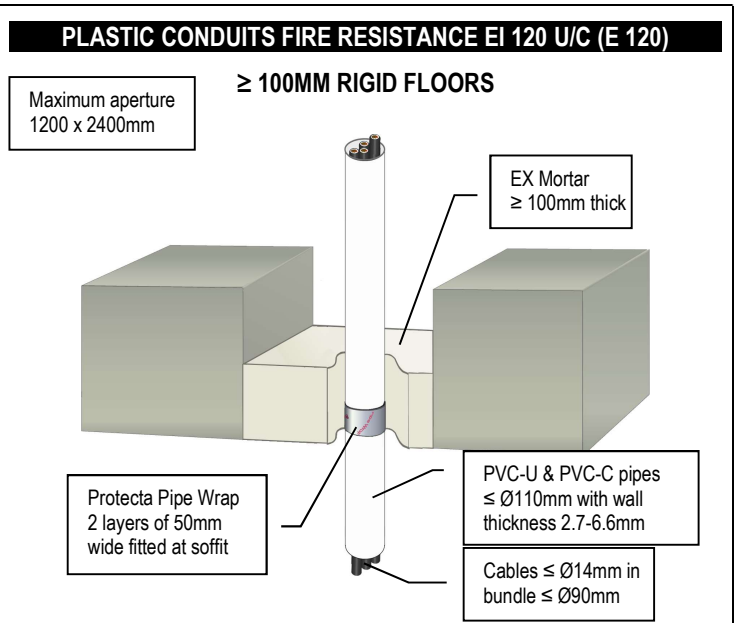 PLASTIC CONDUITS FIRE RESISTANCE EI 120 U/C (E 120)
≥ 100MM RIGID FLOORS
Maximum aperture
1200 x 2400mm
EX Mortar
≥ 100mm thick
Protecta Pipe Wrap
2 layers of 50mm
wide fitted at soffit
PVC-U & PVC-C pipes
≤ Ø110mm with wall
thickness 2.7-6.6mm
Cables ≤ Ø14mm in
bundle ≤ Ø90mm